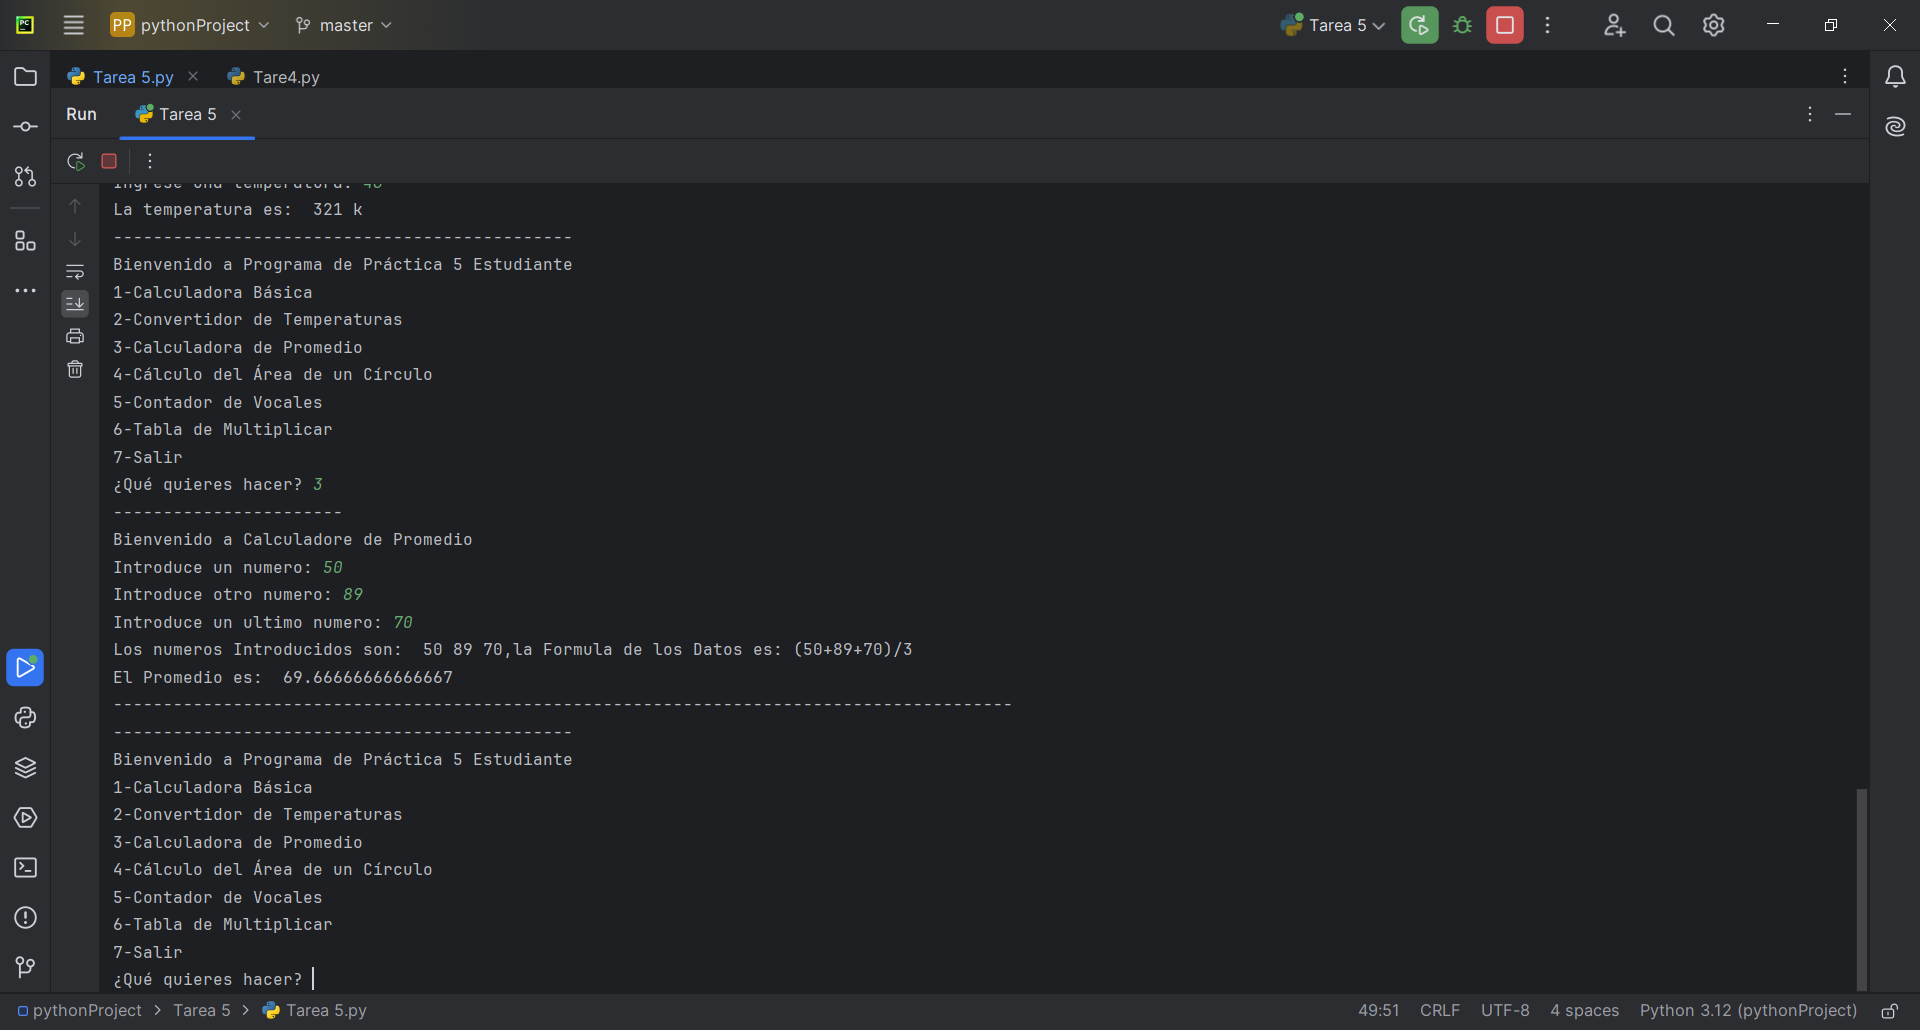 PP pythonProject master Tarea 5
Tarea 5.py Tare4.py
Run Tarea 5
Ingrese una temperatura: 48
La temperatura es:  321 k
----------------------------------------------
Bienvenido a Programa de Práctica 5 Estudiante
1-Calculadora Básica
2-Convertidor de Temperaturas
3-Calculadora de Promedio
4-Cálculo del Área de un Círculo
5-Contador de Vocales
6-Tabla de Multiplicar
7-Salir
¿Qué quieres hacer? 3
-----------------------
Bienvenido a Calculadore de Promedio
Introduce un numero: 50
Introduce otro numero: 89
Introduce un ultimo numero: 70
Los numeros Introducidos son:  50 89 70,la Formula de los Datos es: (50+89+70)/3
El Promedio es:  69.66666666666667
------------------------------------------------------------------------------------------
----------------------------------------------
Bienvenido a Programa de Práctica 5 Estudiante
1-Calculadora Básica
2-Convertidor de Temperaturas
3-Calculadora de Promedio
4-Cálculo del Área de un Círculo
5-Contador de Vocales
6-Tabla de Multiplicar
7-Salir
¿Qué quieres hacer?
pythonProject > Tarea 5 > Tarea 5.py 49:51 CRLF UTF-8 4 spaces Python 3.12 (pythonProject)